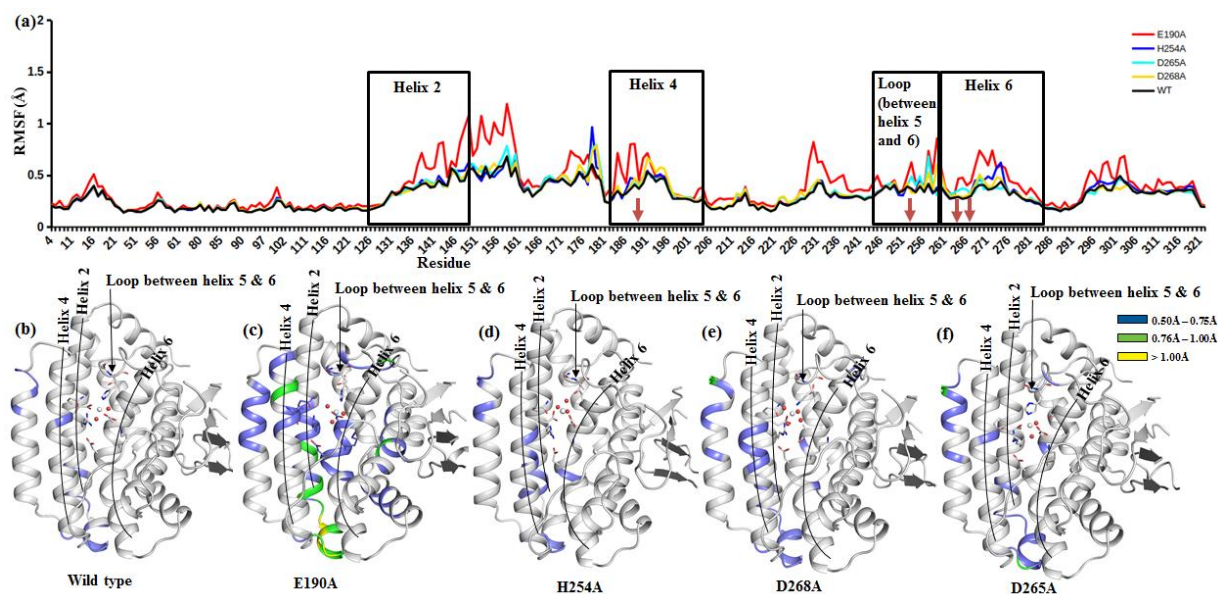 (a)
2
1.5
1
0.5
0
RMSF (Å)
Helix 2
Helix 4
Loop
(between
helix 5
and 6)
Helix 6
E190A
H254A
D265A
D268A
WT
4 11 16 21 51 56 61 80 85 90 97 102 116 121 126 131 136 141 146 151 156 161 166 171 176 181 186 191 196 201 206 211 216 221 226 231 236 241 246 251 256 261 266 271 276 281 286 291 296 301 306 311 316 321
Residue
(b)
Helix 4
Helix 2
Loop between helix 5 & 6
Helix 6
Wild type
(c)
Helix 4
Helix 2
Loop between helix 5 & 6
Helix 6
E190A
(d)
Helix 4
Helix 2
Loop between helix 5 & 6
Helix 6
H254A
(e)
Helix 4
Helix 2
Loop between helix 5 & 6
Helix 6
D268A
(f)
Helix 4
Helix 2
Loop between helix 5 & 6
Helix 6
D265A
0.50Å – 0.75Å
0.76Å – 1.00Å
> 1.00Å